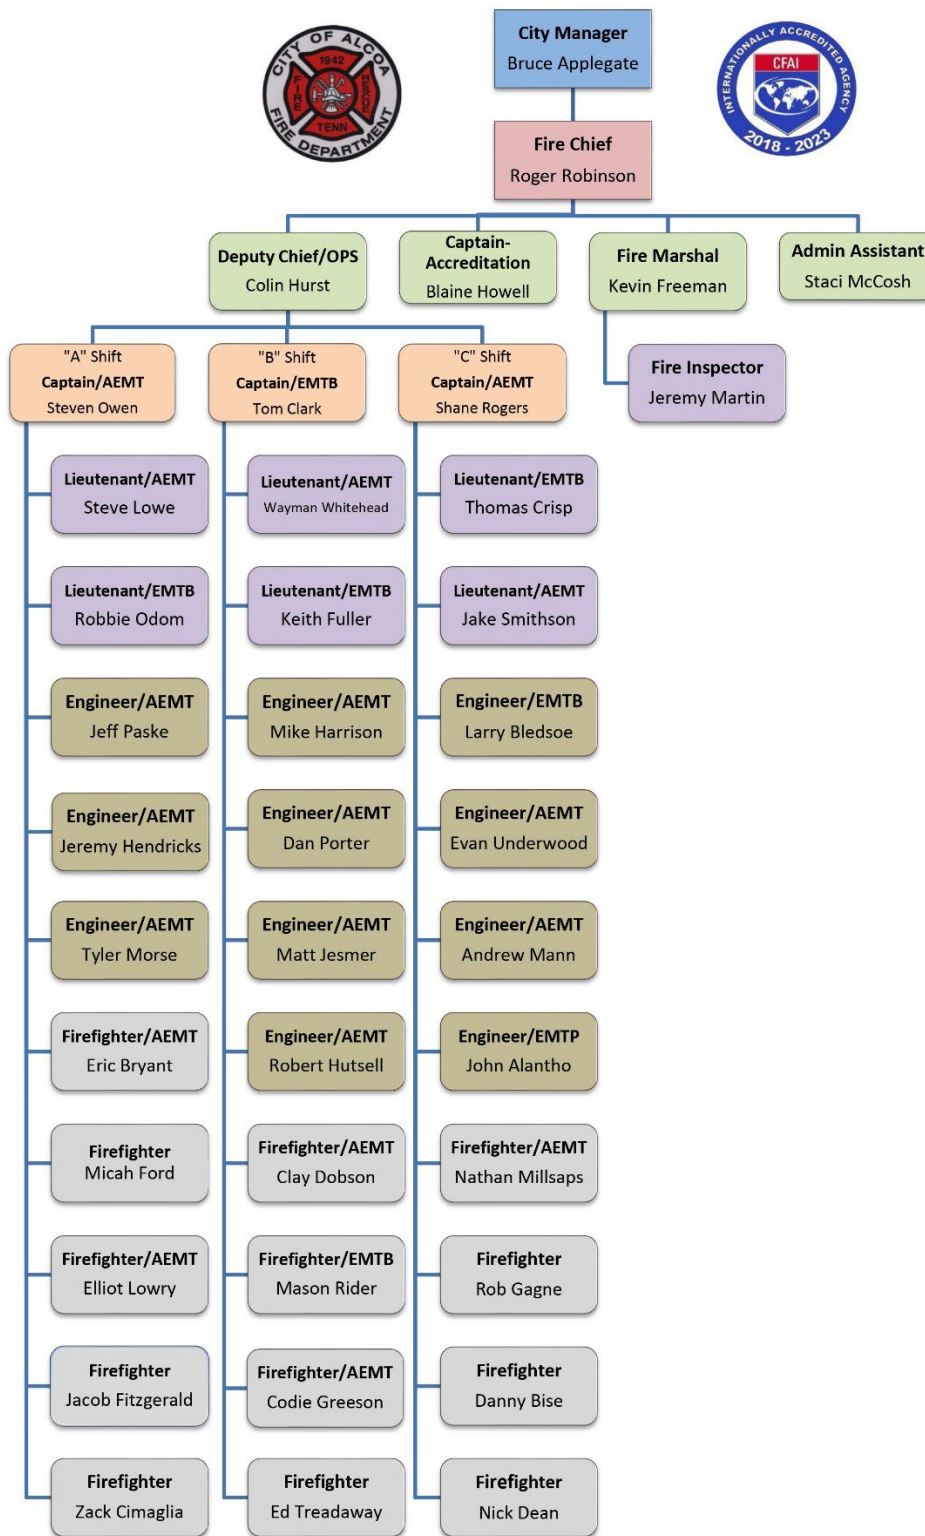 CITY OF ALCOA
1942
FIRE
RESCUE
TENN
FIRE DEPARTMENT
City Manager
Bruce Applegate
INTERNATIONALLY ACCREDITED AGENCY
CFAI
2018 - 2023
Fire Chief
Roger Robinson
Deputy Chief/OPS
Colin Hurst
Captain-
Accreditation
Blaine Howell
Fire Marshal
Kevin Freeman
Admin Assistant
Staci McCosh
Fire Inspector
Jeremy Martin
"A" Shift
Captain/AEMT
Steven Owen
Lieutenant/AEMT
Steve Lowe
Lieutenant/EMTB
Robbie Odom
Engineer/AEMT
Jeff Paske
Engineer/AEMT
Jeremy Hendricks
Engineer/AEMT
Tyler Morse
Firefighter/AEMT
Eric Bryant
Firefighter
Micah Ford
Firefighter/AEMT
Elliot Lowry
Firefighter
Jacob Fitzgerald
Firefighter
Zack Cimaglia
"B" Shift
Captain/EMTB
Tom Clark
Lieutenant/AEMT
Wayman Whitehead
Lieutenant/EMTB
Keith Fuller
Engineer/AEMT
Mike Harrison
Engineer/AEMT
Dan Porter
Engineer/AEMT
Matt Jesmer
Engineer/AEMT
Robert Hutsell
Firefighter/AEMT
Clay Dobson
Firefighter/EMTB
Mason Rider
Firefighter/AEMT
Codie Greeson
Firefighter
Ed Treadaway
"C" Shift
Captain/AEMT
Shane Rogers
Lieutenant/EMTB
Thomas Crisp
Lieutenant/AEMT
Jake Smithson
Engineer/EMTB
Larry Bledsoe
Engineer/AEMT
Evan Underwood
Engineer/AEMT
Andrew Mann
Engineer/EMTP
John Alantho
Firefighter/AEMT
Nathan Millsaps
Firefighter
Rob Gagne
Firefighter
Danny Bise
Firefighter
Nick Dean